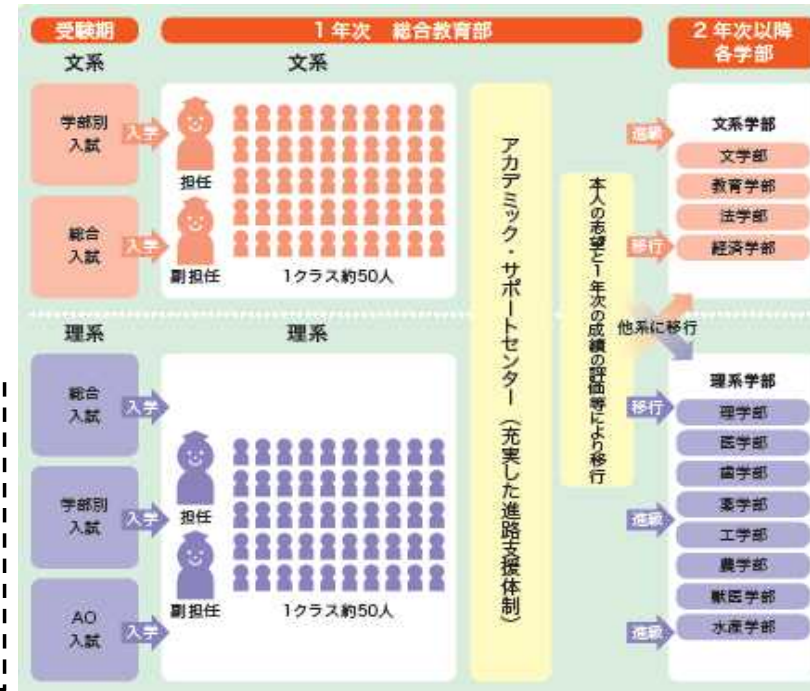 受験期
1年次 総合教育部
2年次以降
各学部
文系
文系
学部別
入試
入学
担任
総合
入試
入学
副担任
1クラス約50人
アカデミック・サポートセンター（充実した進路支援体制）
本人の志望と1年次の成績の評価等により移行
進級
移行
他系に移行
文系学部
文学部
教育学部
法学部
経済学部
理系
理系
総合
入試
入学
学部別
入試
入学
担任
AO
入試
入学
副担任
1クラス約50人
移行
進級
進級
理系学部
理学部
医学部
歯学部
薬学部
工学部
農学部
獣医学部
水産学部